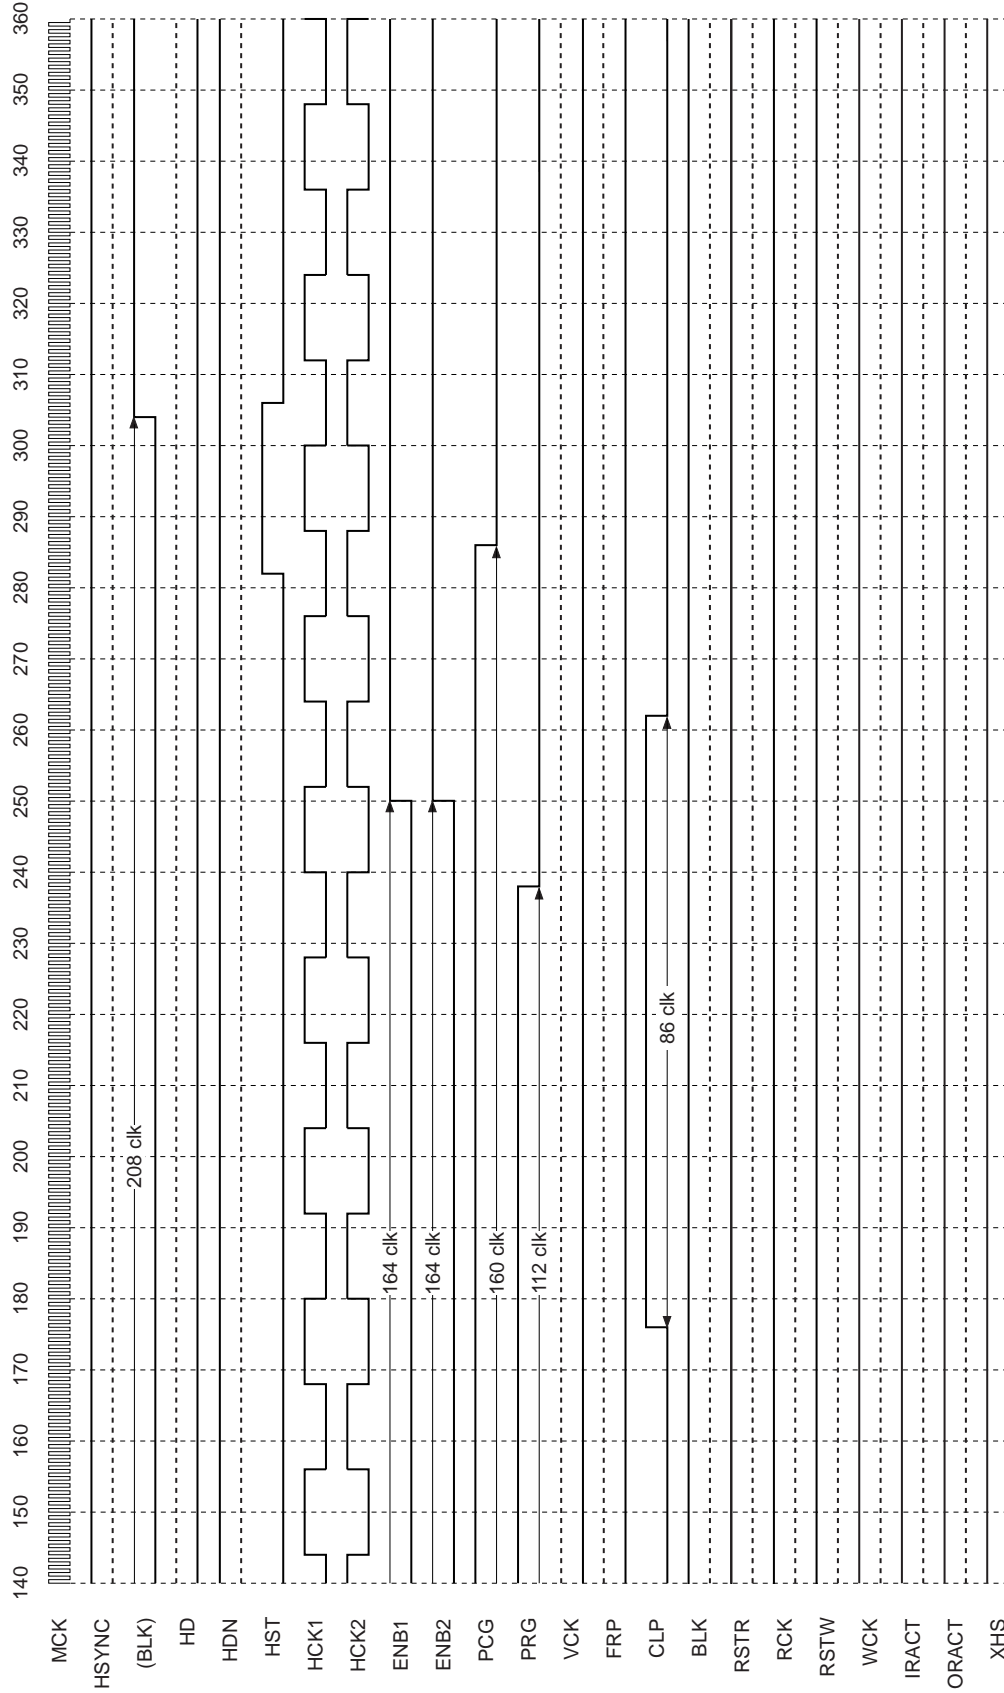 140 150 160 170 180 190 200 210 220 230 240 250 260 270 280 290 300 310 320 330 340 350 360
MCK
HSYNC
(BLK) 208 clk
HD
HDN
HST
HCK1
HCK2
ENB1 164 clk
ENB2 164 clk
PCG 160 clk
PRG 112 clk
VCK
FRP
CLP 86 clk
BLK
RSTR
RCK
RSTW
WCK
IRACT
ORACT
XHS